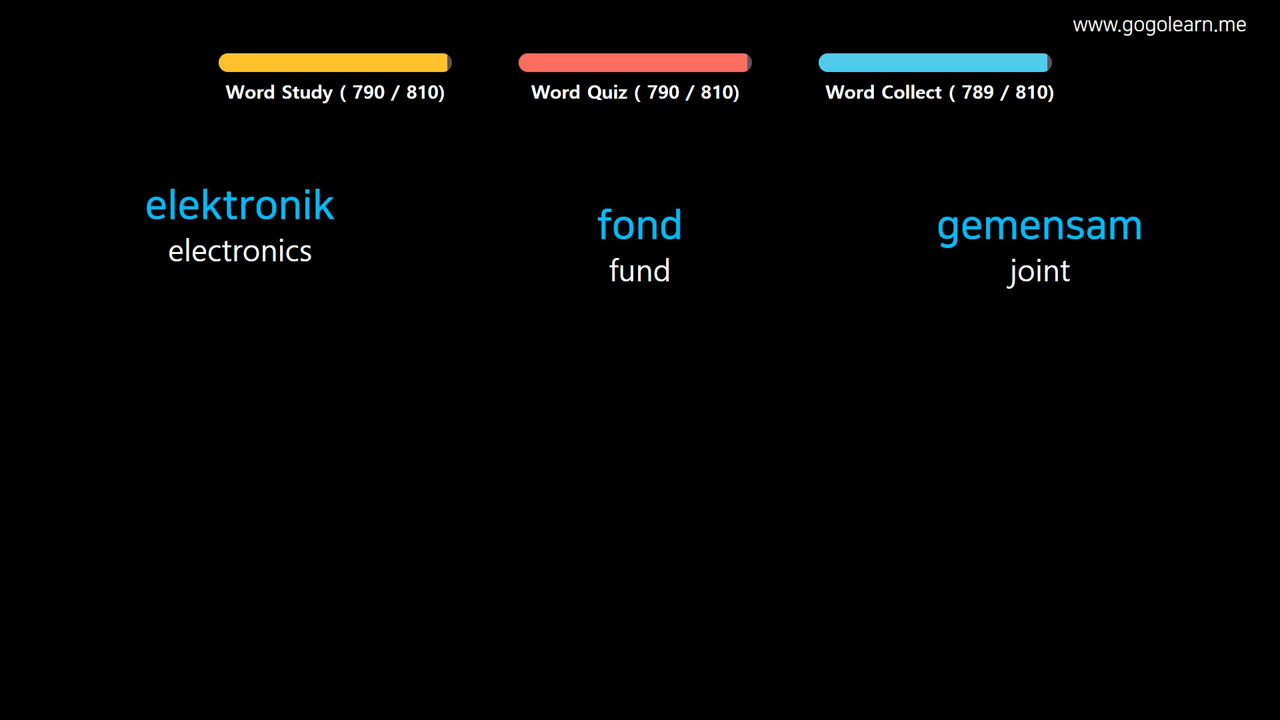 www.gogolearn.me
Word Study ( 790 / 810)
Word Quiz ( 790 / 810)
Word Collect ( 789 / 810)
elektronik
electronics
fond
fund
gemensam
joint